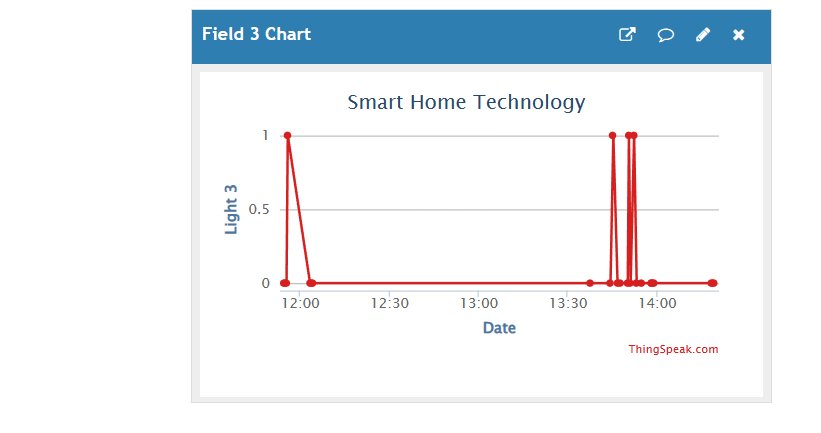 Field 3 Chart
Smart Home Technology
Light 3
1
0.5
0
12:00 12:30 13:00 13:30 14:00
Date
ThingSpeak.com